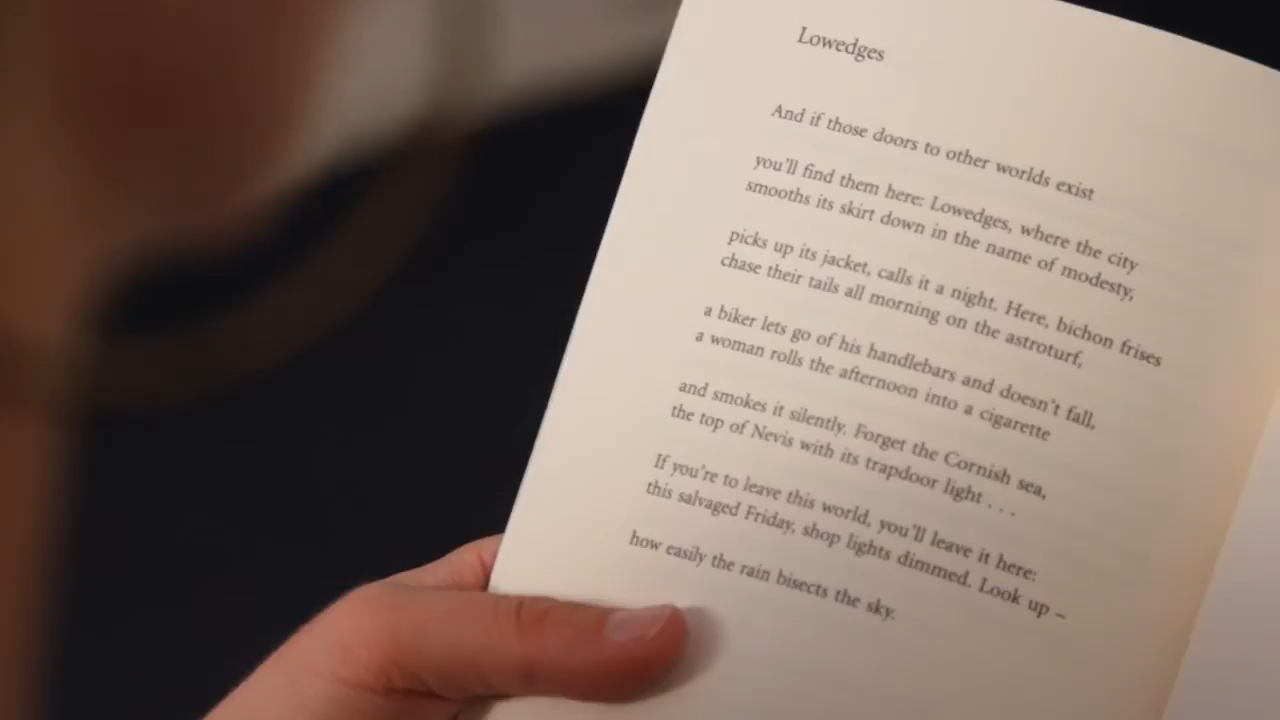 Lowedges
And if those doors to other worlds exist
you'll find them here: Lowedges, where the city
smooths its skirt down in the name of modesty,
picks up its jacket, calls it a night. Here, bichon frises
chase their tails all morning on the astroturf,
a biker lets go of his handlebars and doesn't fall,
a woman rolls the afternoon into a cigarette
and smokes it silently. Forget the Cornish sea,
the top of Nevis with its trapdoor light . . .
If you're to leave this world, you'll leave it here:
this salvaged Friday, shop lights dimmed. Look up –
how easily the rain bisects the sky.